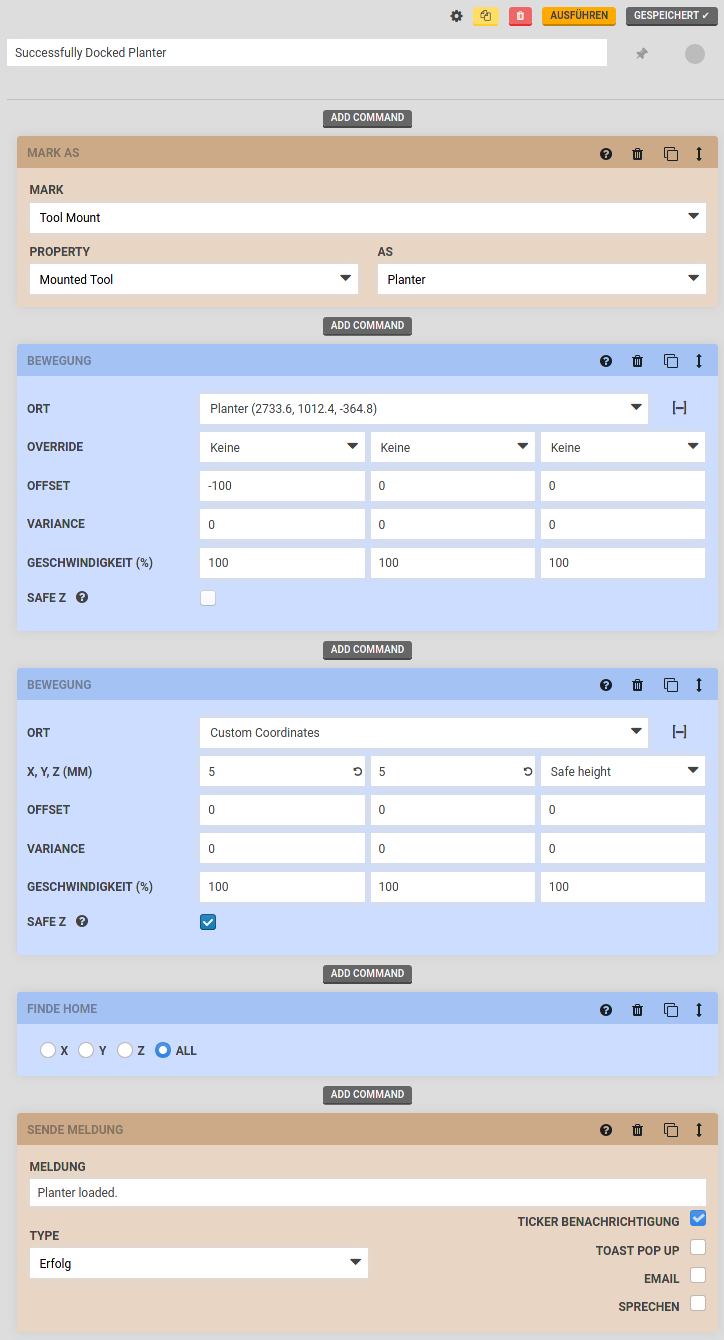 AUSFÜHREN GESPEICHERT ✓
Successfully Docked Planter
ADD COMMAND
MARK AS
MARK
Tool Mount
PROPERTY AS
Mounted Tool Planter
ADD COMMAND
BEWEGUNG
ORT Planter (2733.6, 1012.4, -364.8) [–]
OVERRIDE Keine Keine Keine
OFFSET -100 0 0
VARIANCE 0 0 0
GESCHWINDIGKEIT (%) 100 100 100
SAFE Z
ADD COMMAND
BEWEGUNG
ORT Custom Coordinates [–]
X, Y, Z (MM) 5 5 Safe height
OFFSET 0 0 0
VARIANCE 0 0 0
GESCHWINDIGKEIT (%) 100 100 100
SAFE Z
ADD COMMAND
FINDE HOME
X Y Z ALL
ADD COMMAND
SENDE MELDUNG
MELDUNG
Planter loaded.
TICKER BENACHRICHTIGUNG
TYPE
TOAST POP UP
Erfolg
EMAIL
SPRECHEN